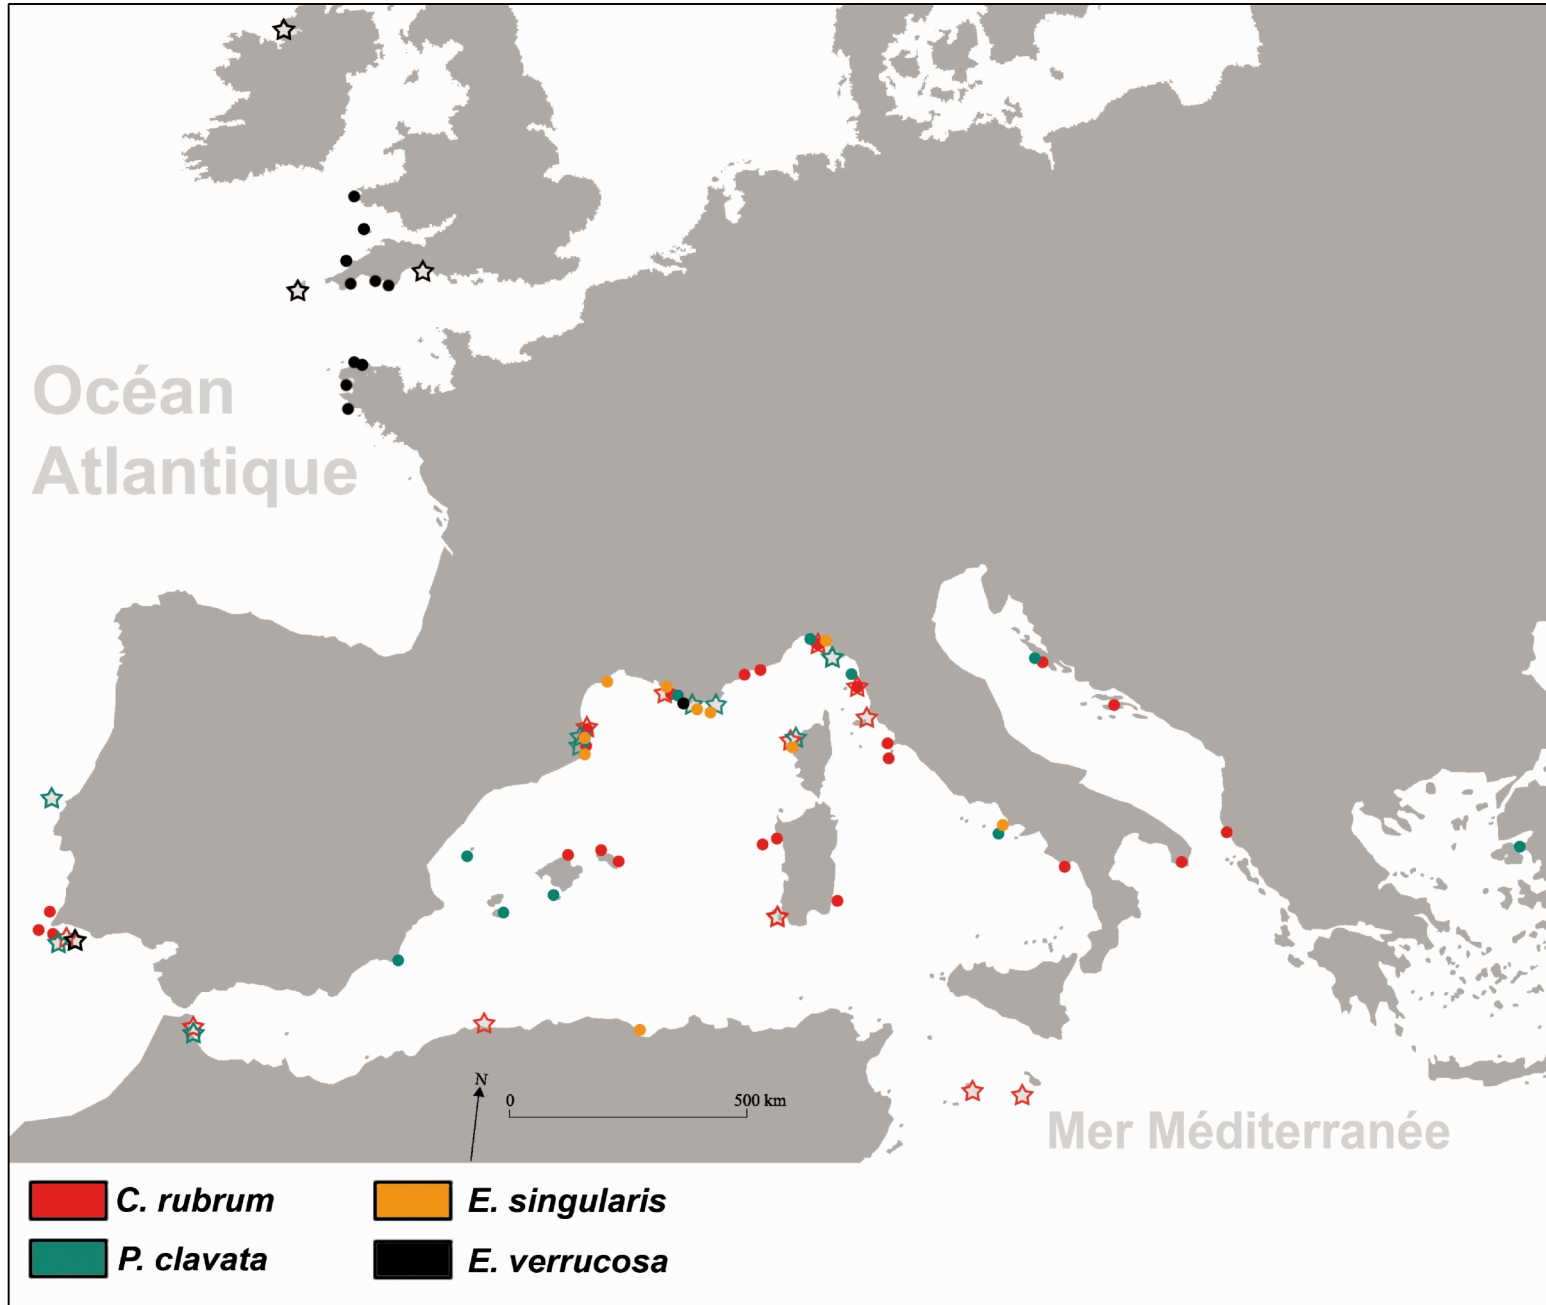 Océan
Atlantique
N
0 500 km
Mer Méditerranée
C. rubrum
E. singularis
P. clavata
E. verrucosa